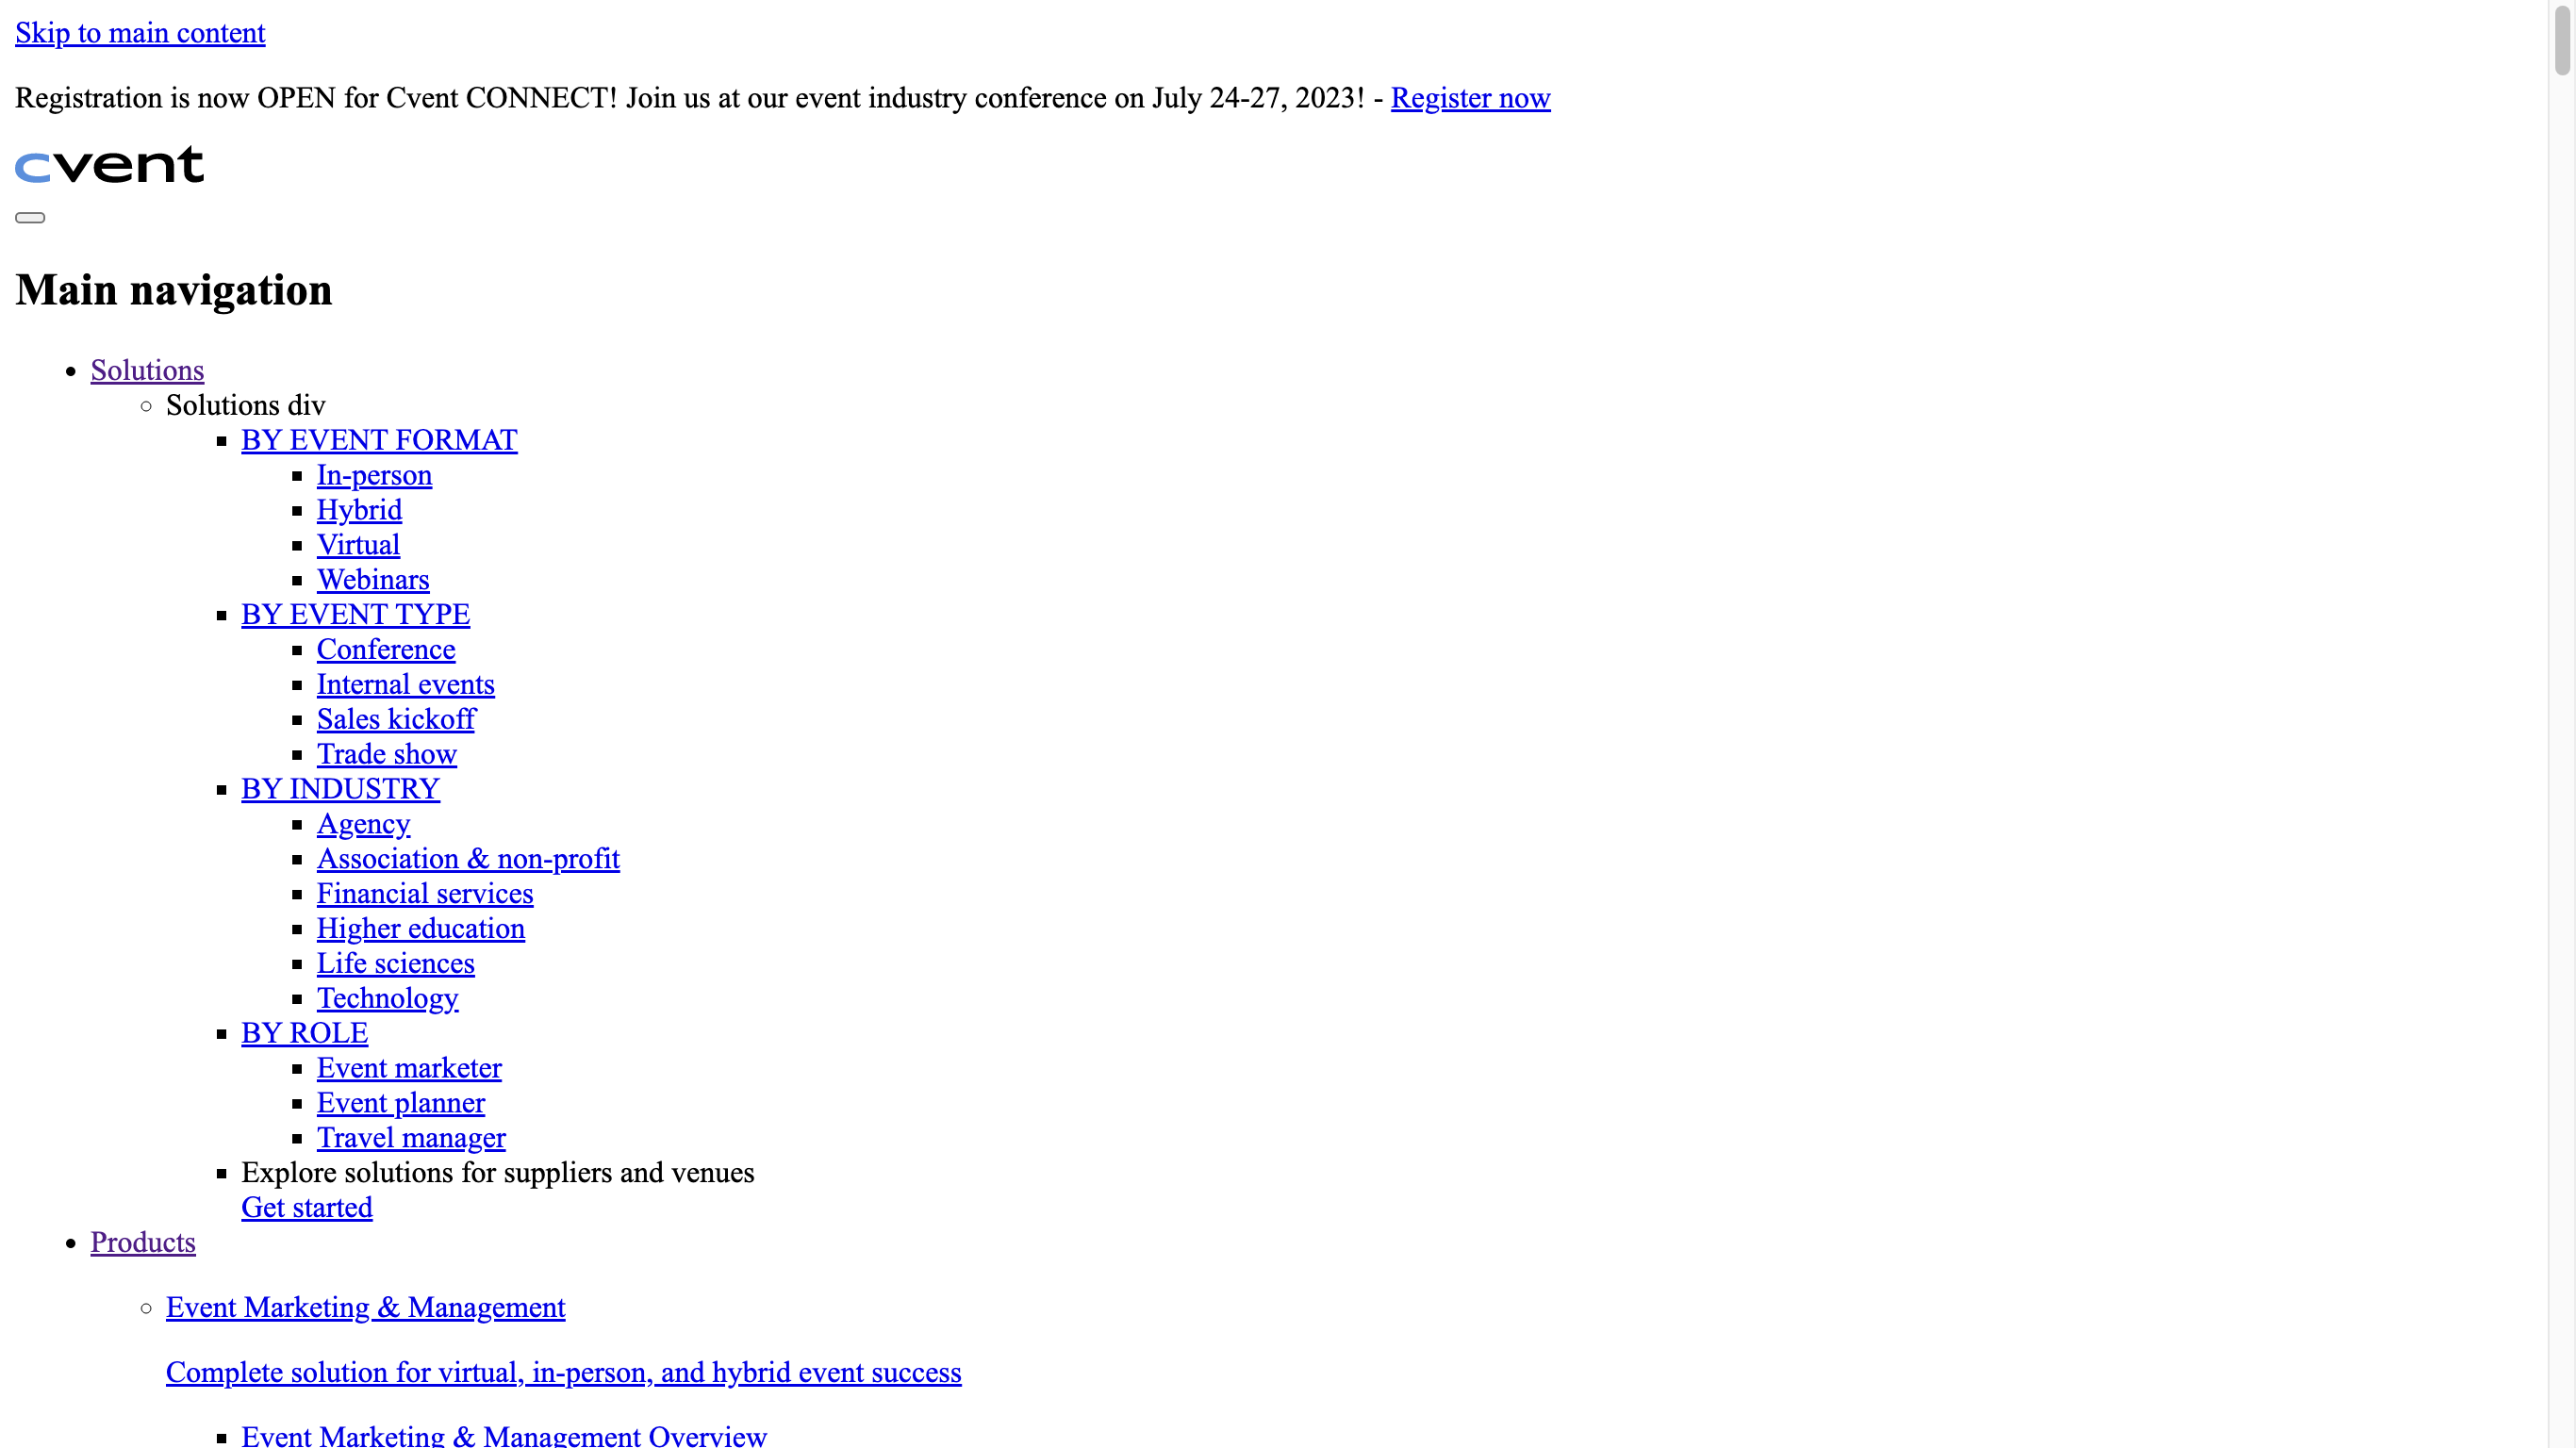 Skip to main content
Registration is now OPEN for Cvent CONNECT! Join us at our event industry conference on July 24-27, 2023! - Register now
cvent
Main navigation
Solutions
Solutions div
BY EVENT FORMAT
In-person
Hybrid
Virtual
Webinars
BY EVENT TYPE
Conference
Internal events
Sales kickoff
Trade show
BY INDUSTRY
Agency
Association & non-profit
Financial services
Higher education
Life sciences
Technology
BY ROLE
Event marketer
Event planner
Travel manager
Explore solutions for suppliers and venues
Get started
Products
Event Marketing & Management
Complete solution for virtual, in-person, and hybrid event success
Event Marketing & Management Overview